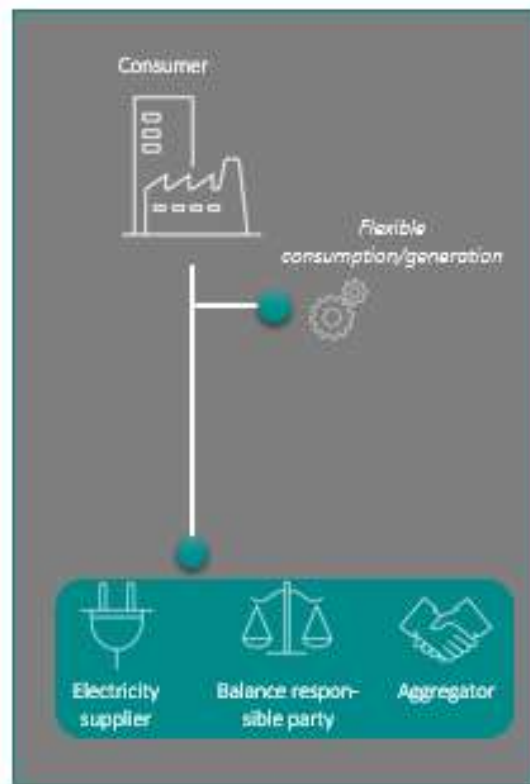 Consumer
Flexible
consumption/generation
Electricity
supplier
Balance respon-
sible party
Aggregator